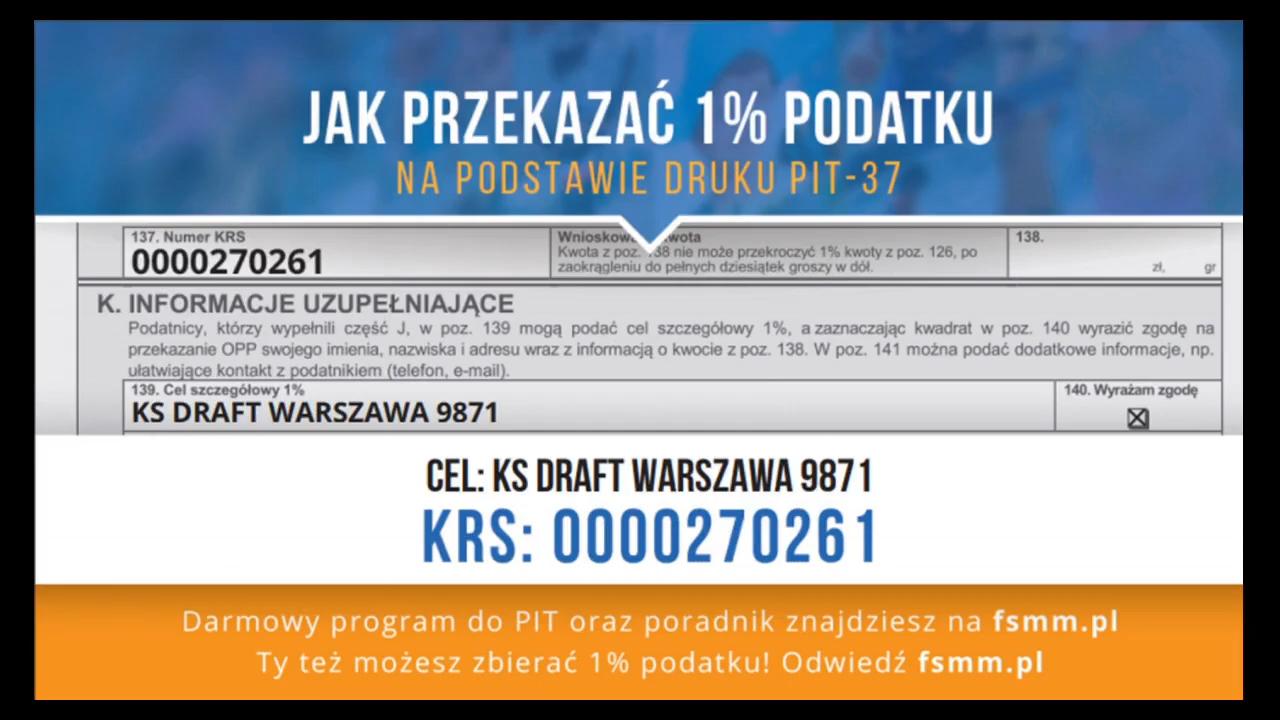 JAK PRZEKAZAĆ 1% PODATKU
NA PODSTAWIE DRUKU PIT-37
137. Numer KRS
0000270261
Kwota z poz. 138 nie może przekroczyć 1% kwoty z poz. 126, po
zaokrągleniu do pełnych dziesiątek groszy w dół.
138.
zł, gr
K. INFORMACJE UZUPEŁNIAJĄCE
Podatnicy, którzy wypełnili część J, w poz. 139 mogą podać cel szczegółowy 1%, a zaznaczając kwadrat w poz. 140 wyrazić zgodę na
przekazanie OPP swojego imienia, nazwiska i adresu wraz z informacją o kwocie z poz. 138. W poz. 141 można podać dodatkowe informacje, np.
ułatwiające kontakt z podatnikiem (telefon, e-mail).
139. Cel szczegółowy 1%
KS DRAFT WARSZAWA 9871
140. Wyrażam zgodę
CEL: KS DRAFT WARSZAWA 9871
KRS: 0000270261
Darmowy program do PIT oraz poradnik znajdziesz na fsmm.pl
Ty też możesz zbierać 1% podatku! Odwiedź fsmm.pl